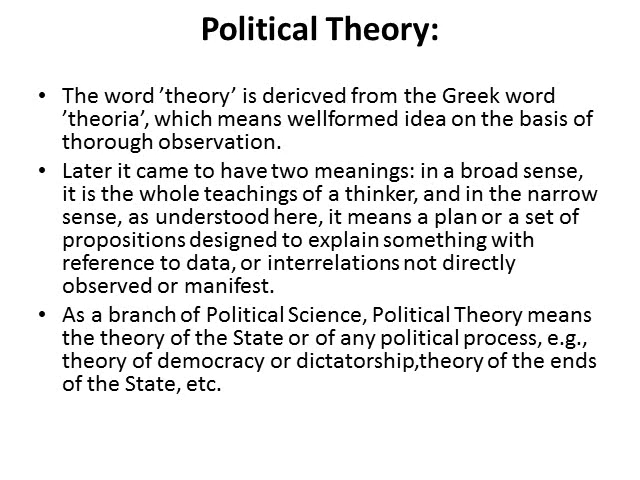 Political Theory:
• The word ’theory’ is dericved from the Greek word
’theoria’, which means wellformed idea on the basis of
thorough observation.
• Later it came to have two meanings: in a broad sense,
it is the whole teachings of a thinker, and in the narrow
sense, as understood here, it means a plan or a set of
propositions designed to explain something with
reference to data, or interrelations not directly
observed or manifest.
• As a branch of Political Science, Political Theory means
the theory of the State or of any political process, e.g.,
theory of democracy or dictatorship,theory of the ends
of the State, etc.